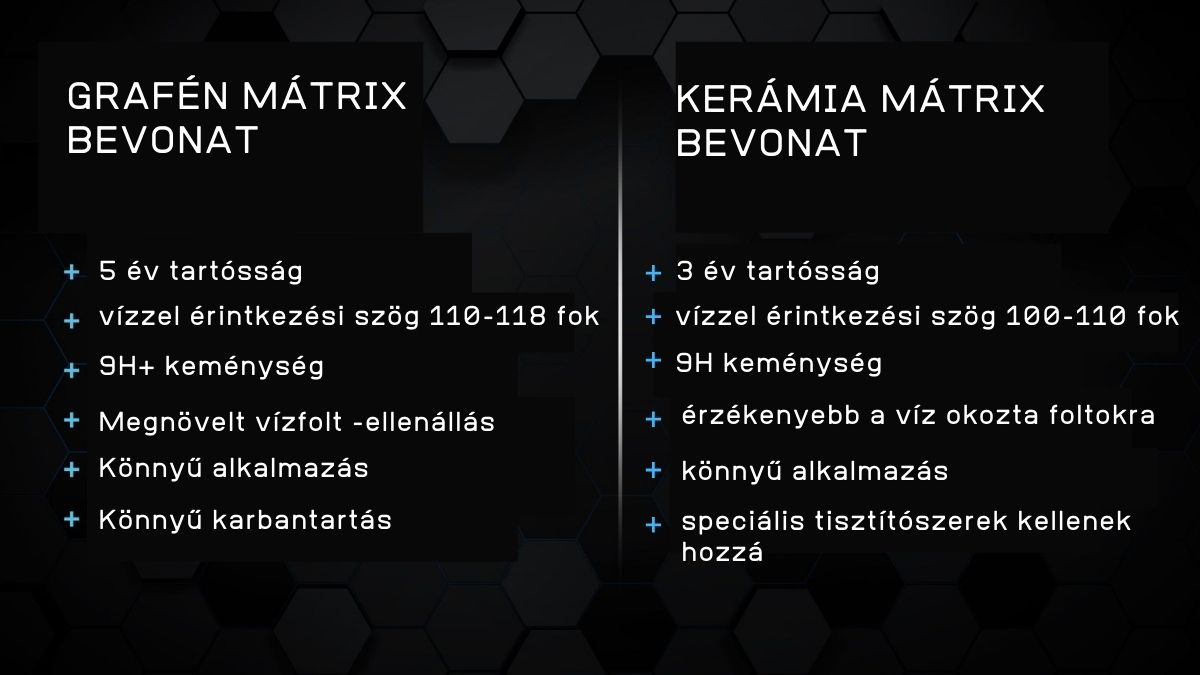 GRAFÉN MÁTRIX
BEVONAT
+ 5 év tartósság
+ vízzel érintkezési szög 110-118 fok
+ 9H+ keménység
+ Megnövelt vízfolt -ellenállás
+ Könnyű alkalmazás
+ Könnyű karbantartás
KERÁMIA MÁTRIX
BEVONAT
+ 3 év tartósság
+ vízzel érintkezési szög 100-110 fok
+ 9H keménység
+ érzékenyebb a víz okozta foltokra
+ könnyű alkalmazás
+ speciális tisztítószerek kellenek
hozzá